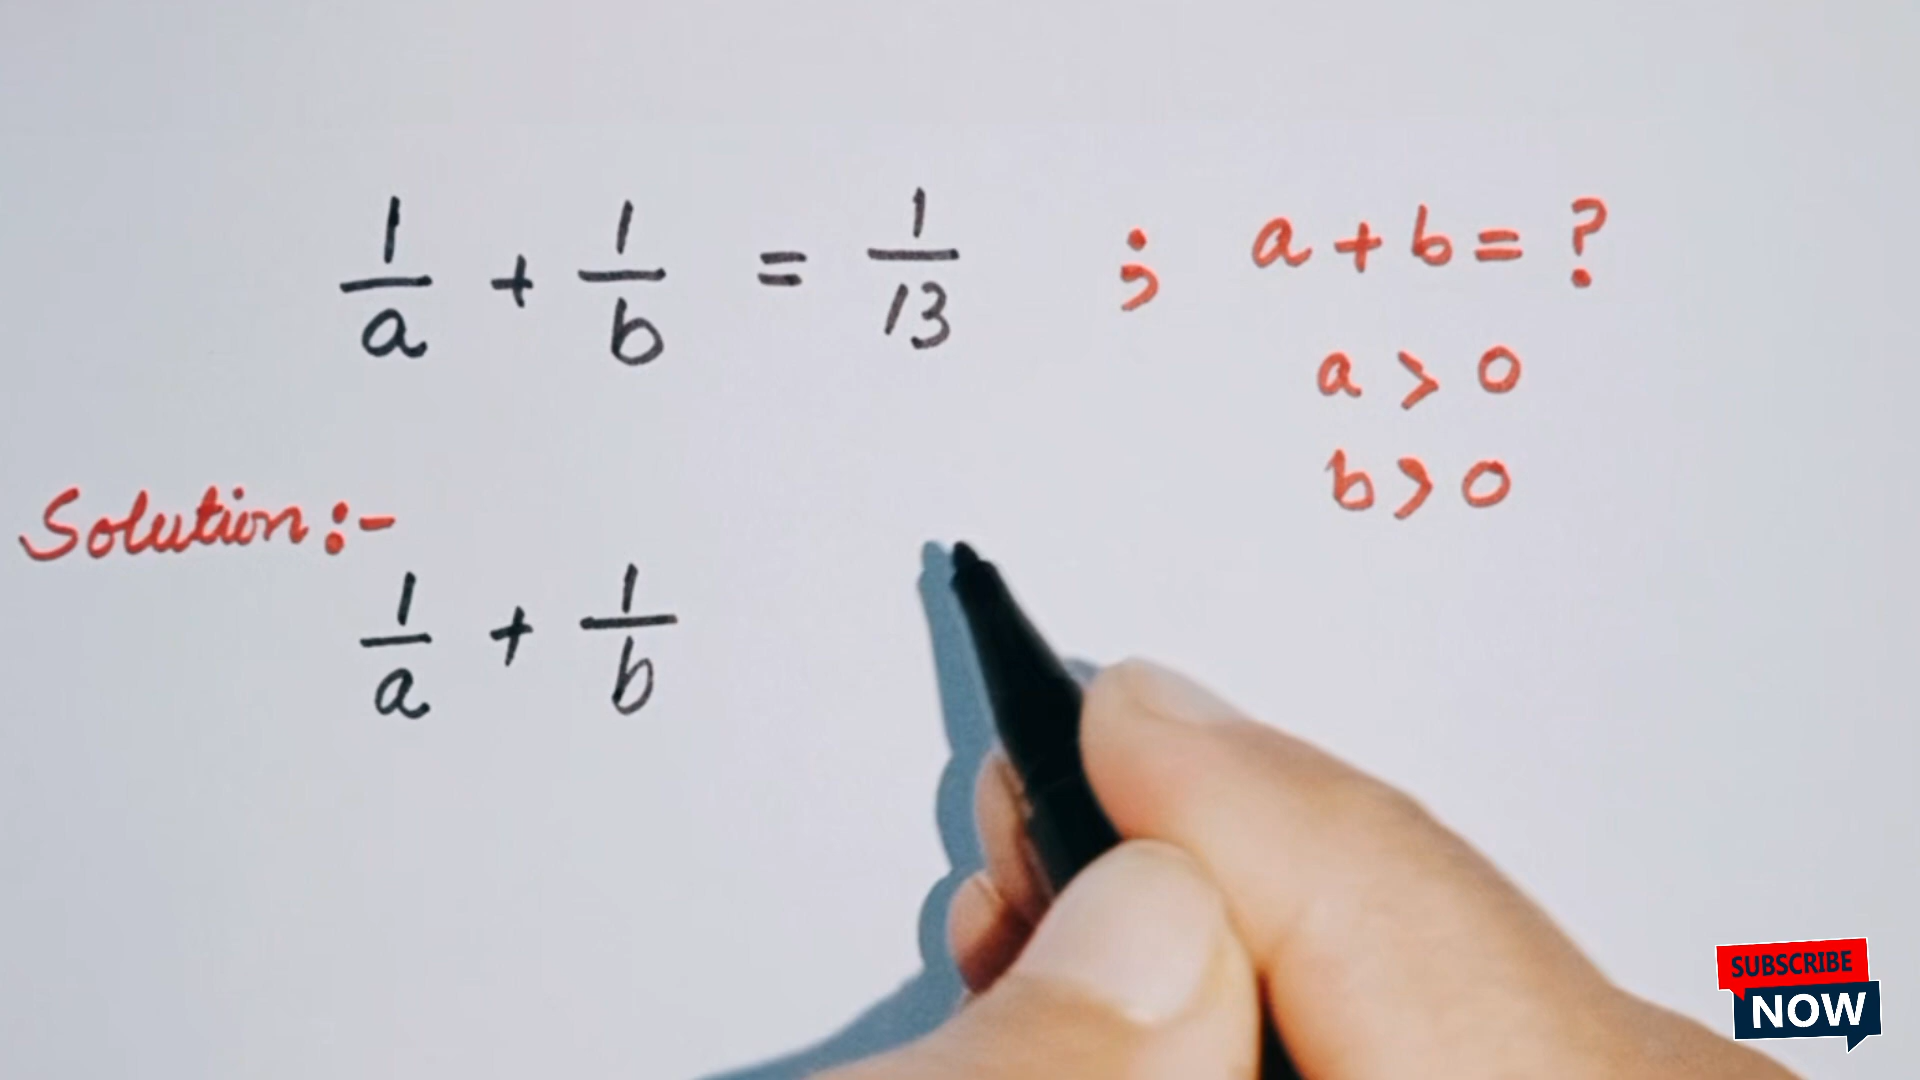 1/a + 1/b = 1/13 ; a + b = ?
a > 0
b > 0
Solution :-
1/a + 1/b
SUBSCRIBE
NOW